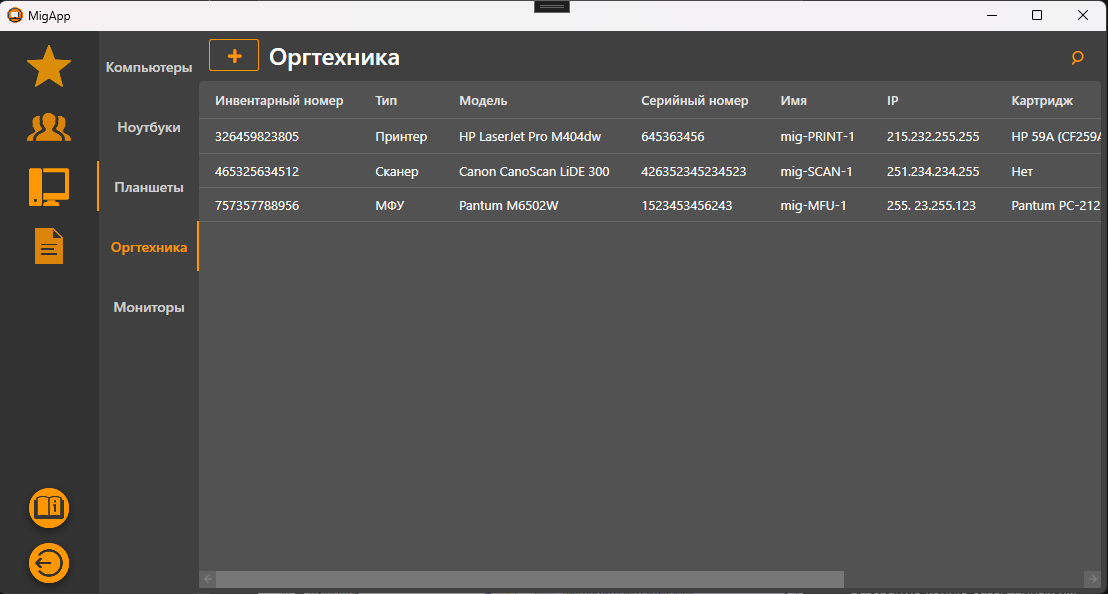 MigApp
Компьютеры
Ноутбуки
Планшеты
Оргтехника
Мониторы
+ Оргтехника
Инвентарный номер Тип Модель Серийный номер Имя IP Картридж
326459823805 Принтер HP LaserJet Pro M404dw 645363456 mig-PRINT-1 215.232.255.255 HP 59A (CF259A
465325634512 Сканер Canon CanoScan LiDE 300 426352345234523 mig-SCAN-1 251.234.234.255 Нет
757357788956 МФУ Pantum M6502W 1523453456243 mig-MFU-1 255. 23.255.123 Pantum PC-212